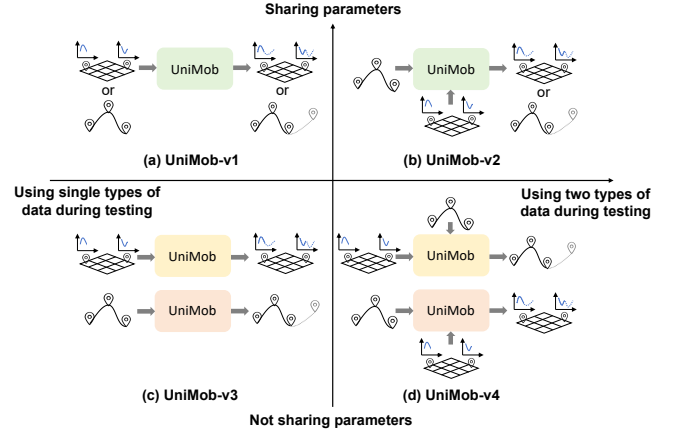 Sharing parameters
UniMob
or
or
(a) UniMob-v1
UniMob
or
(b) UniMob-v2
Using single types of
data during testing
Using two types of
data during testing
UniMob
UniMob
(c) UniMob-v3
UniMob
UniMob
(d) UniMob-v4
Not sharing parameters